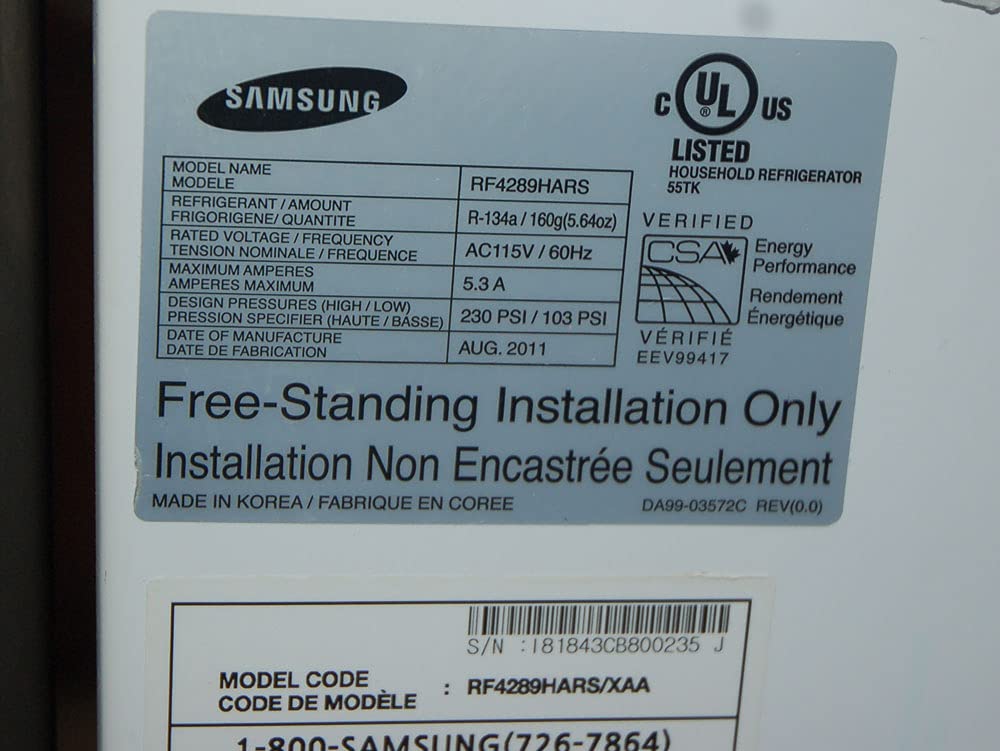 SAMSUNG
C UL ® US
LISTED
HOUSEHOLD REFRIGERATOR
55TK
MODEL NAME
MODELE
RF4289HARS
REFRIGERANT / AMOUNT
FRIGORIGENE/ QUANTITE
R-134a / 160g(5.64oz)
RATED VOLTAGE / FREQUENCY
TENSION NOMINALE / FREQUENCE
AC115V / 60Hz
MAXIMUM AMPERES
AMPERES MAXIMUM
5.3 A
DESIGN PRESSURES (HIGH / LOW)
PRESSION SPECIFIER (HAUTE / BASSE)
230 PSI / 103 PSI
DATE OF MANUFACTURE
DATE DE FABRICATION
AUG. 2011
VERIFIED
CSA
Energy
Performance
Rendement
Énergétique
VÉRIFIÉ
EEV99417
Free-Standing Installation Only
Installation Non Encastrée Seulement
MADE IN KOREA / FABRIQUE EN COREE
DA99-03572C REV(0.0)
S/N :I81843CB800235 J
MODEL CODE
CODE DE MODÈLE
: RF4289HARS/XAA
1-800-SAMSUNG(726-7864)